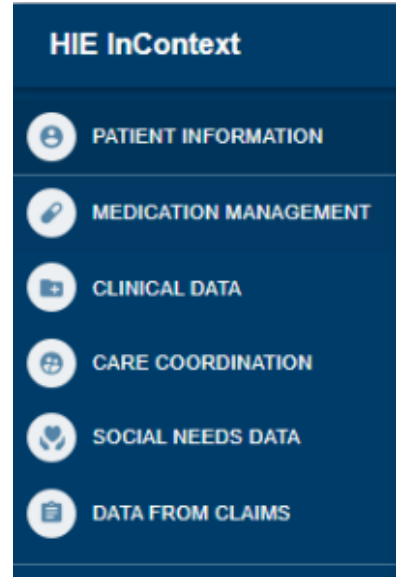 HIE InContext
PATIENT INFORMATION
MEDICATION MANAGEMENT
CLINICAL DATA
CARE COORDINATION
SOCIAL NEEDS DATA
DATA FROM CLAIMS